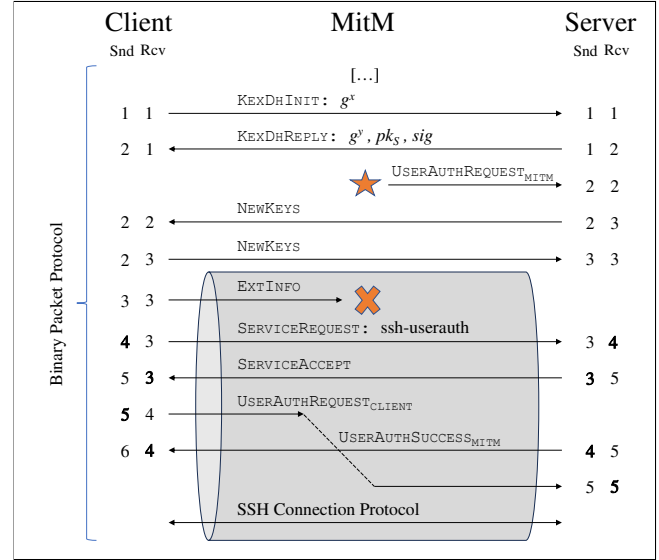 Client MitM Server
Snd Rcv Snd Rcv
[…]
KEXDHINIT: g^x
1 1 1 1
KEXDHREPLY: g^y, pk_S, sig
2 1 1 2
USERAUTHREQUEST_MITM
2 2
NEWKEYS
2 2 2 3
NEWKEYS
2 3 3 3
EXTINFO
3 3
SERVICEREQUEST: ssh-userauth
4 3 3 4
SERVICEACCEPT
5 3 3 5
USERAUTHREQUEST_CLIENT
5 4
USERAUTHSUCCESS_MITM
6 4 4 5
5 5
SSH Connection Protocol
Binary Packet Protocol